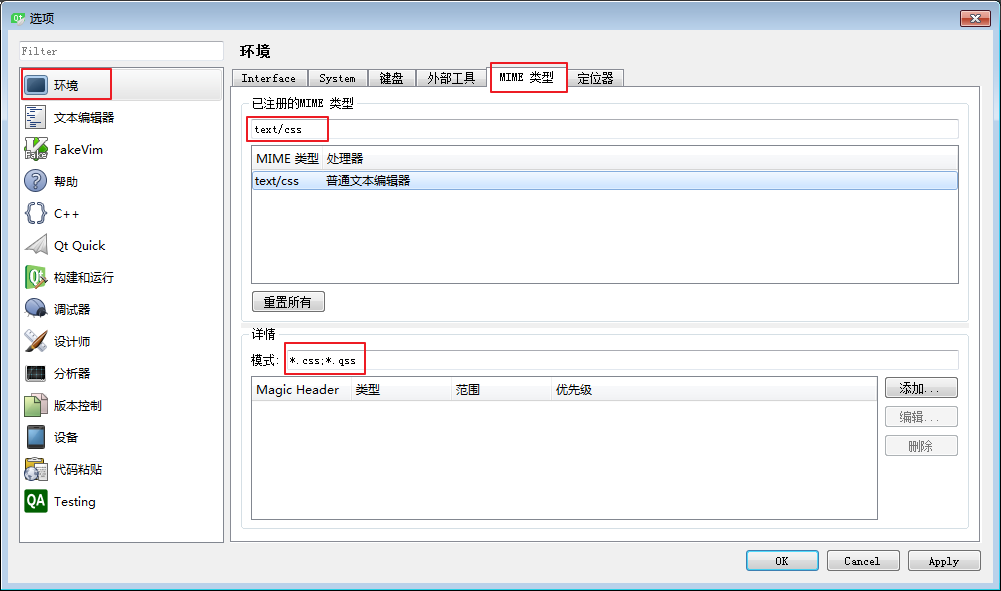 选项
Filter
环境
文本编辑器
FakeVim
帮助
C++
Qt Quick
构建和运行
调试器
设计师
分析器
版本控制
设备
代码粘贴
QA Testing
环境
Interface System 键盘 外部工具 MIME 类型 定位器
已注册的MIME 类型
text/css
MIME 类型 处理器
text/css 普通文本编辑器
重置所有
详情
模式: *.css;*.qss
Magic Header 类型 范围 优先级
添加...
编辑...
删除
OK Cancel Apply